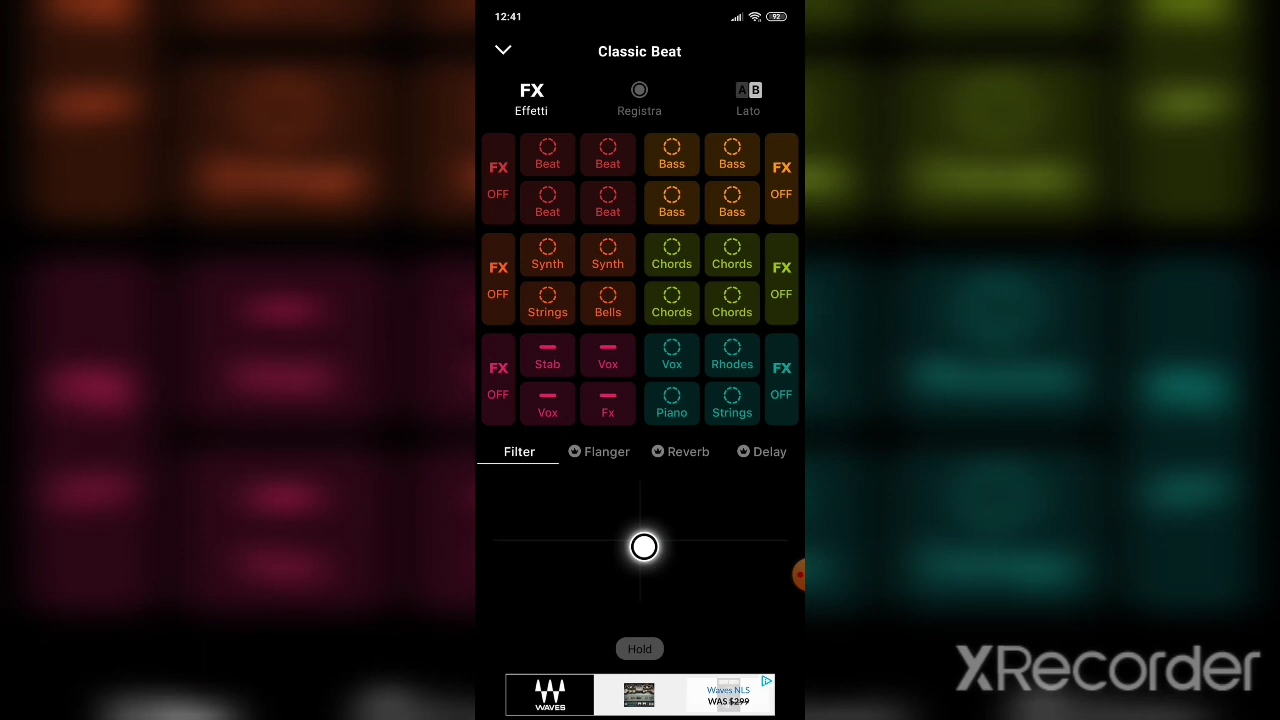 12:41
92
Classic Beat
FX
A B
Effetti
Registra
Lato
FX
Beat
Beat
Bass
Bass
FX
OFF
Beat
Beat
Bass
Bass
OFF
FX
Synth
Synth
Chords
Chords
FX
OFF
Strings
Bells
Chords
Chords
OFF
FX
Stab
Vox
Vox
Rhodes
FX
OFF
Vox
Fx
Piano
Strings
OFF
Filter
Flanger
Reverb
Delay
Hold
WAVES
Waves NLS
WAS $299
XRecorder